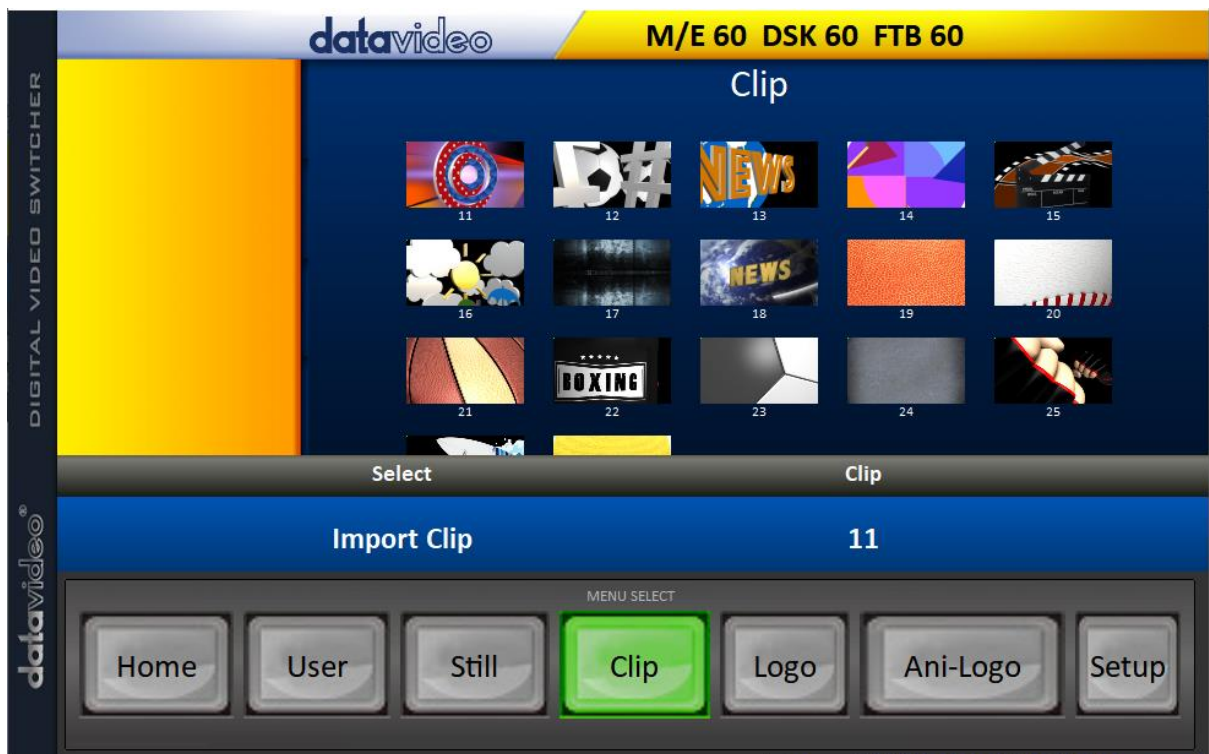 datavideo
M/E 60 DSK 60 FTB 60
DIGITAL VIDEO SWITCHER
datavideo®
Clip
NEWS
11 12 13 14 15
NEWS
16 17 18 19 20
BOXING
21 22 23 24 25
Select Clip
Import Clip 11
MENU SELECT
Home User Still Clip Logo Ani-Logo Setup